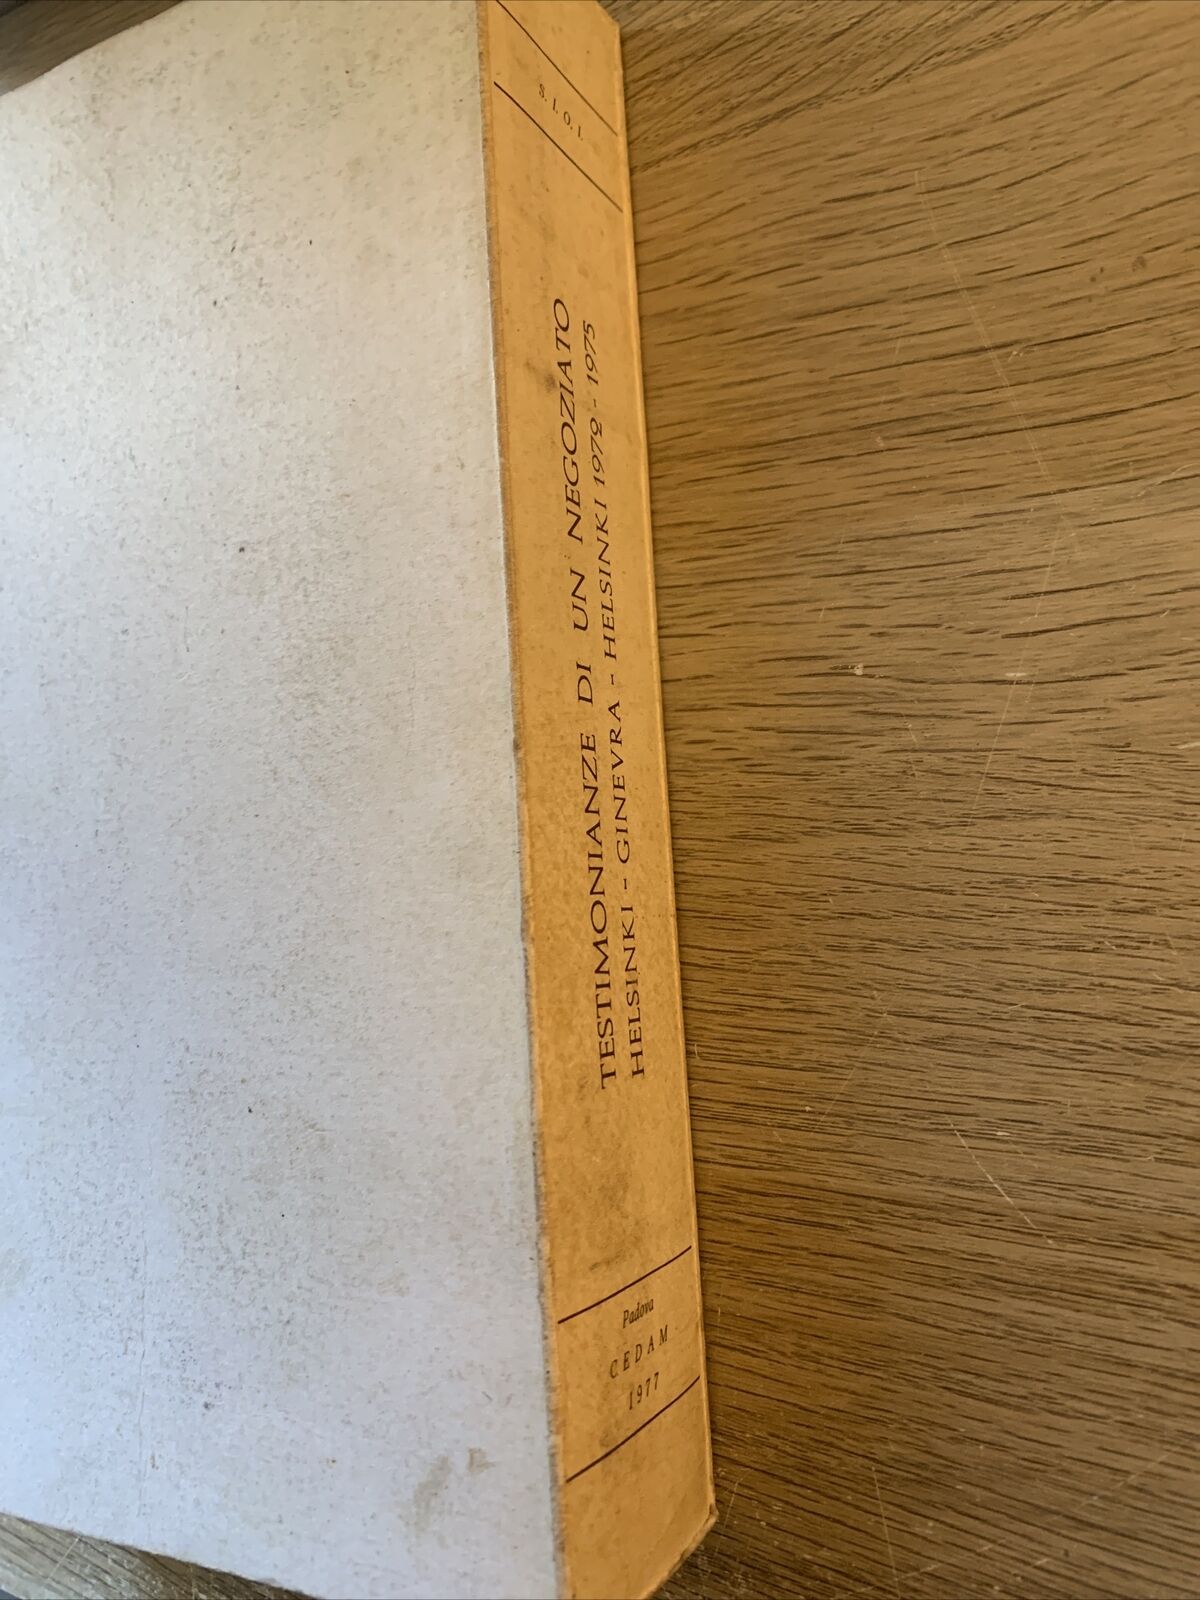 S. I. O. I.
TESTIMONIANZE DI UN NEGOZIATO
HELSINKI - GINEVRA - HELSINKI 1972 - 1975
Padova
CEDAM
1977